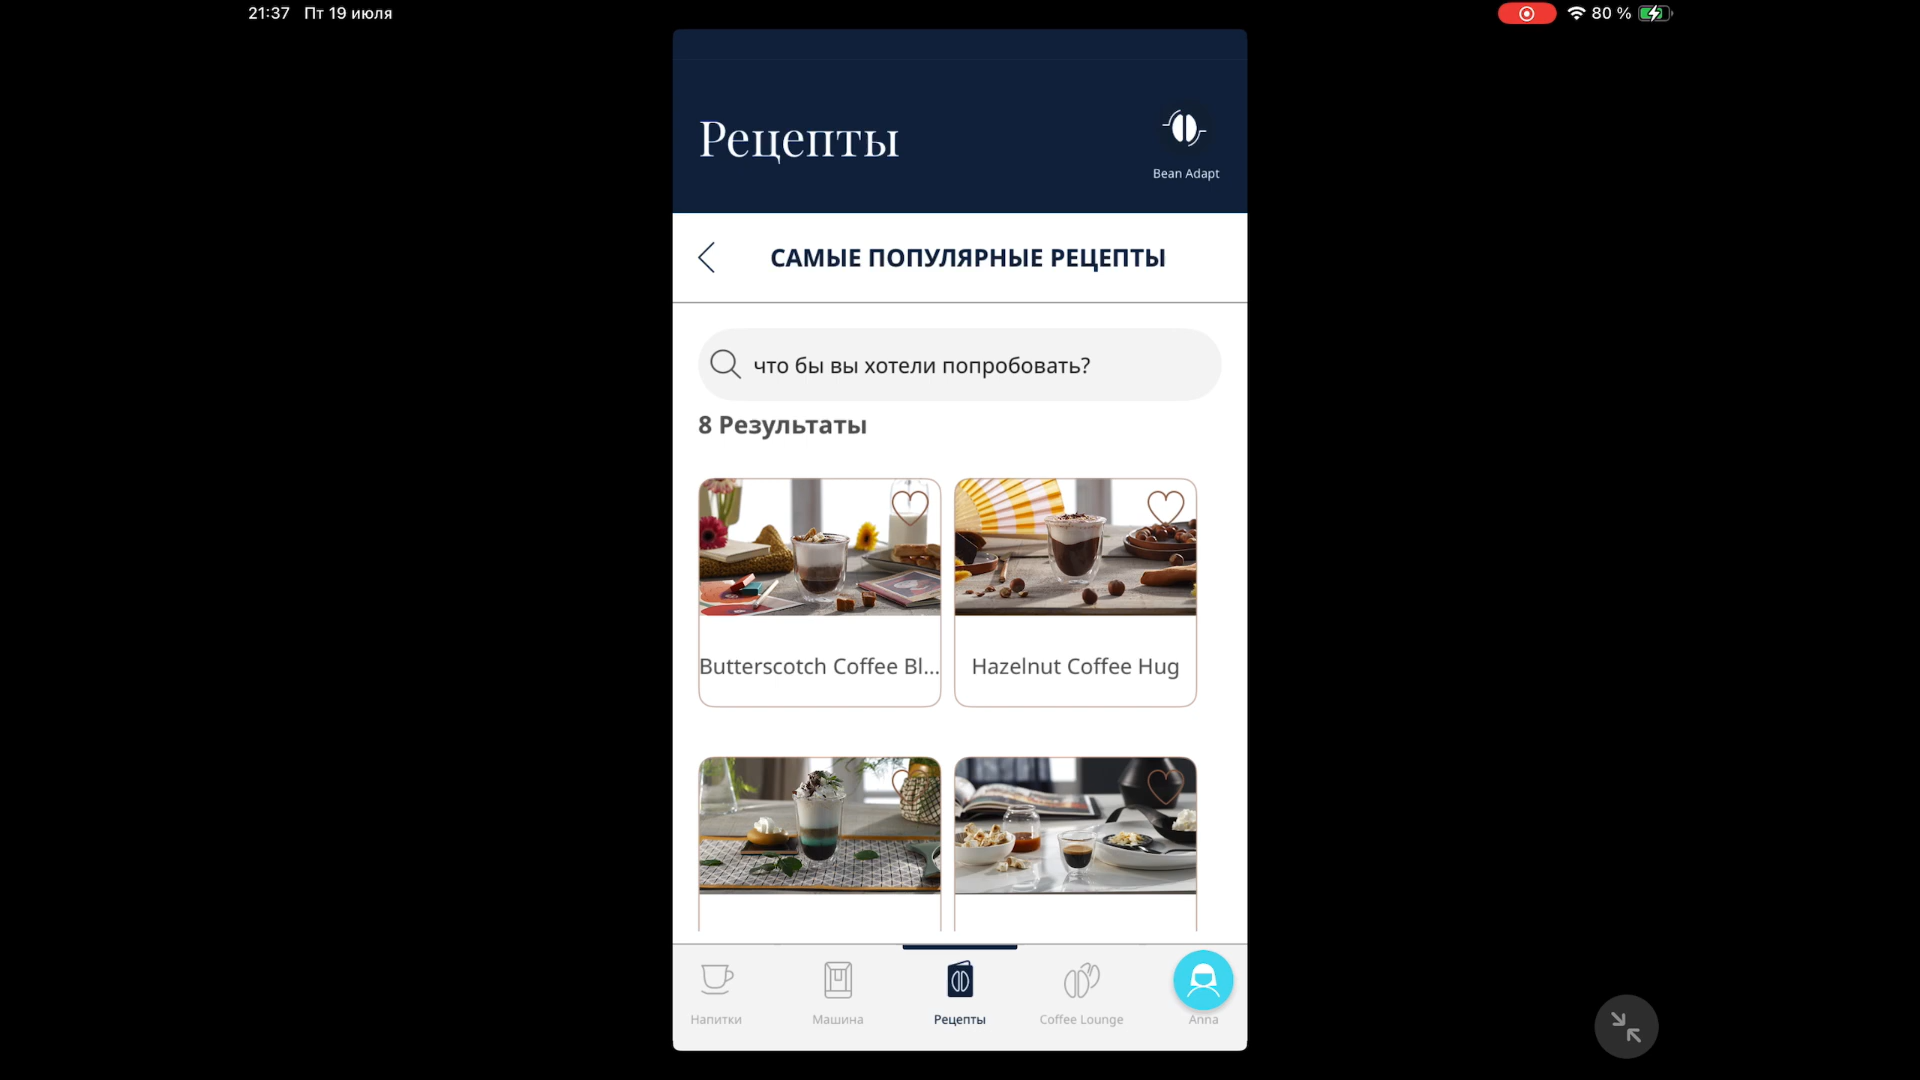 21:37 Пт 19 июля
80 %
Рецепты
Bean Adapt
САМЫЕ ПОПУЛЯРНЫЕ РЕЦЕПТЫ
что бы вы хотели попробовать?
8 Результаты
Butterscotch Coffee Bl...
Hazelnut Coffee Hug
Напитки
Машина
Рецепты
Coffee Lounge
Anna